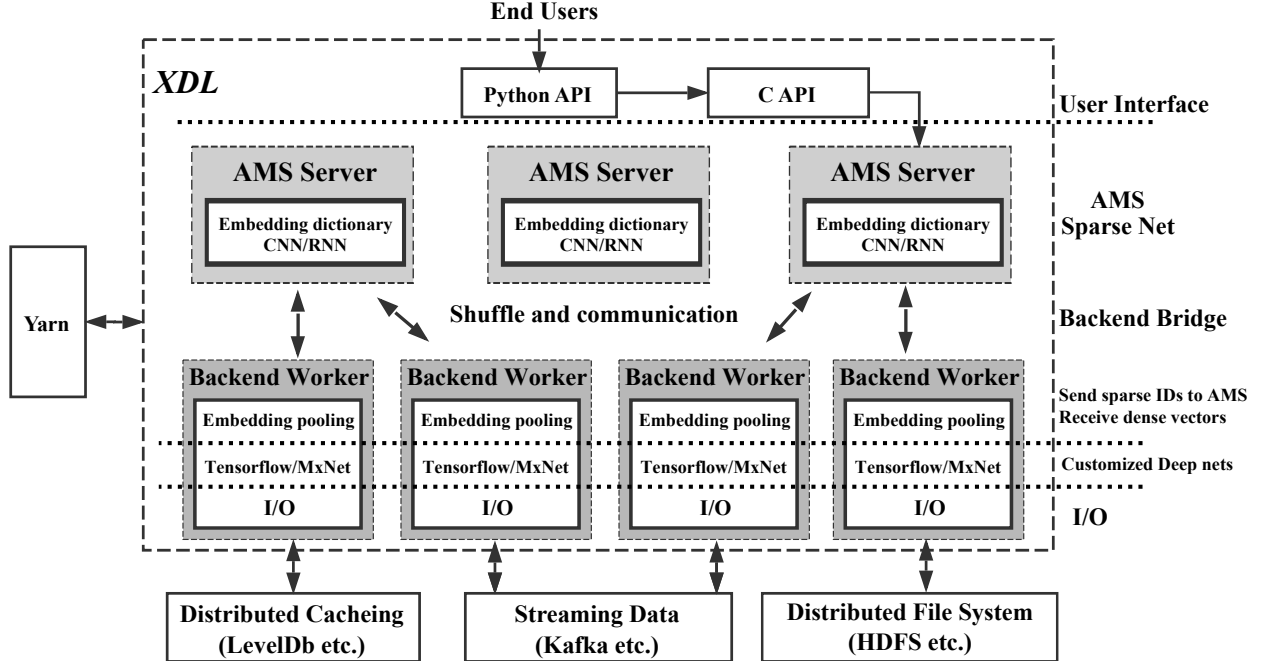 End Users
XDL
Python API
C API
User Interface
AMS Server
AMS Server
AMS Server
Embedding dictionary
CNN/RNN
Embedding dictionary
CNN/RNN
Embedding dictionary
CNN/RNN
AMS
Sparse Net
Yarn
Shuffle and communication
Backend Bridge
Backend Worker
Backend Worker
Backend Worker
Backend Worker
Embedding pooling
Embedding pooling
Embedding pooling
Embedding pooling
Send sparse IDs to AMS
Receive dense vectors
Tensorflow/MxNet
Tensorflow/MxNet
Tensorflow/MxNet
Tensorflow/MxNet
Customized Deep nets
I/O
I/O
I/O
I/O
I/O
Distributed Cacheing
(LevelDb etc.)
Streaming Data
(Kafka etc.)
Distributed File System
(HDFS etc.)